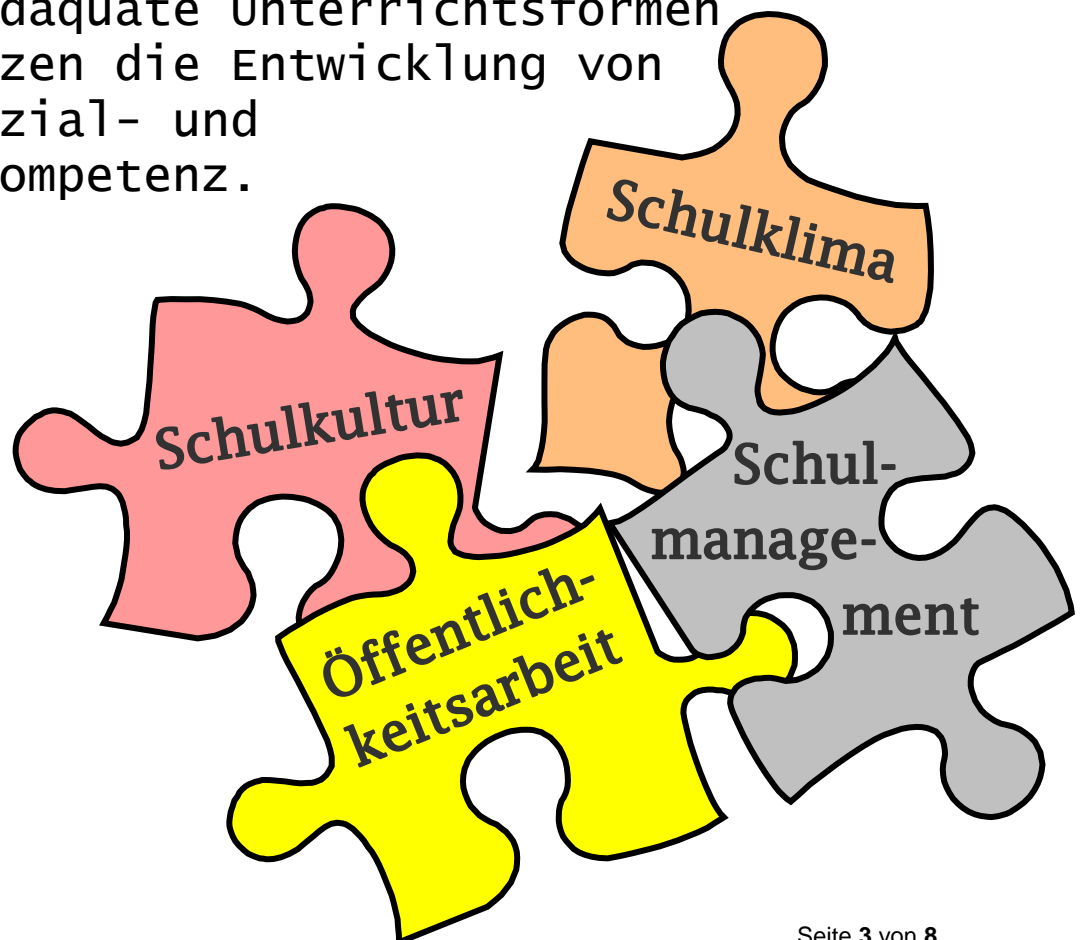 däquate Unterrichtsformen
zen die Entwicklung von
zial- und
ompetenz.
Schulklima
Schulkultur
Schul-
manage-
ment
Öffentlich-
keitsarbeit
Seite 3 von 8